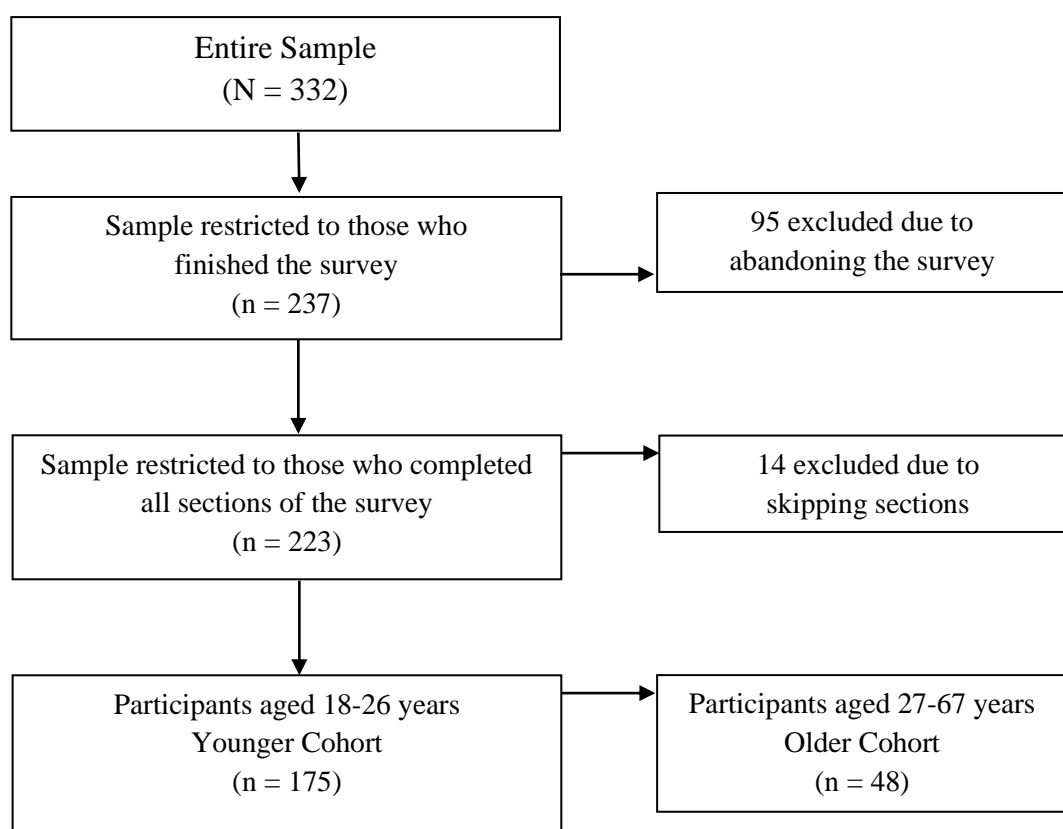 Entire Sample
(N = 332)
Sample restricted to those who
finished the survey
(n = 237)
95 excluded due to
abandoning the survey
Sample restricted to those who completed
all sections of the survey
(n = 223)
14 excluded due to
skipping sections
Participants aged 18-26 years
Younger Cohort
(n = 175)
Participants aged 27-67 years
Older Cohort
(n = 48)